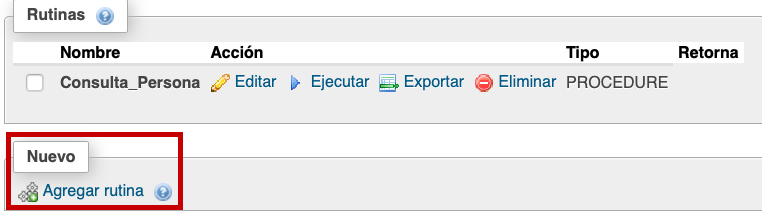 Rutinas
Nombre Acción Tipo Retorna
Consulta_Persona Editar Ejecutar Exportar Eliminar PROCEDURE
Nuevo
Agregar rutina